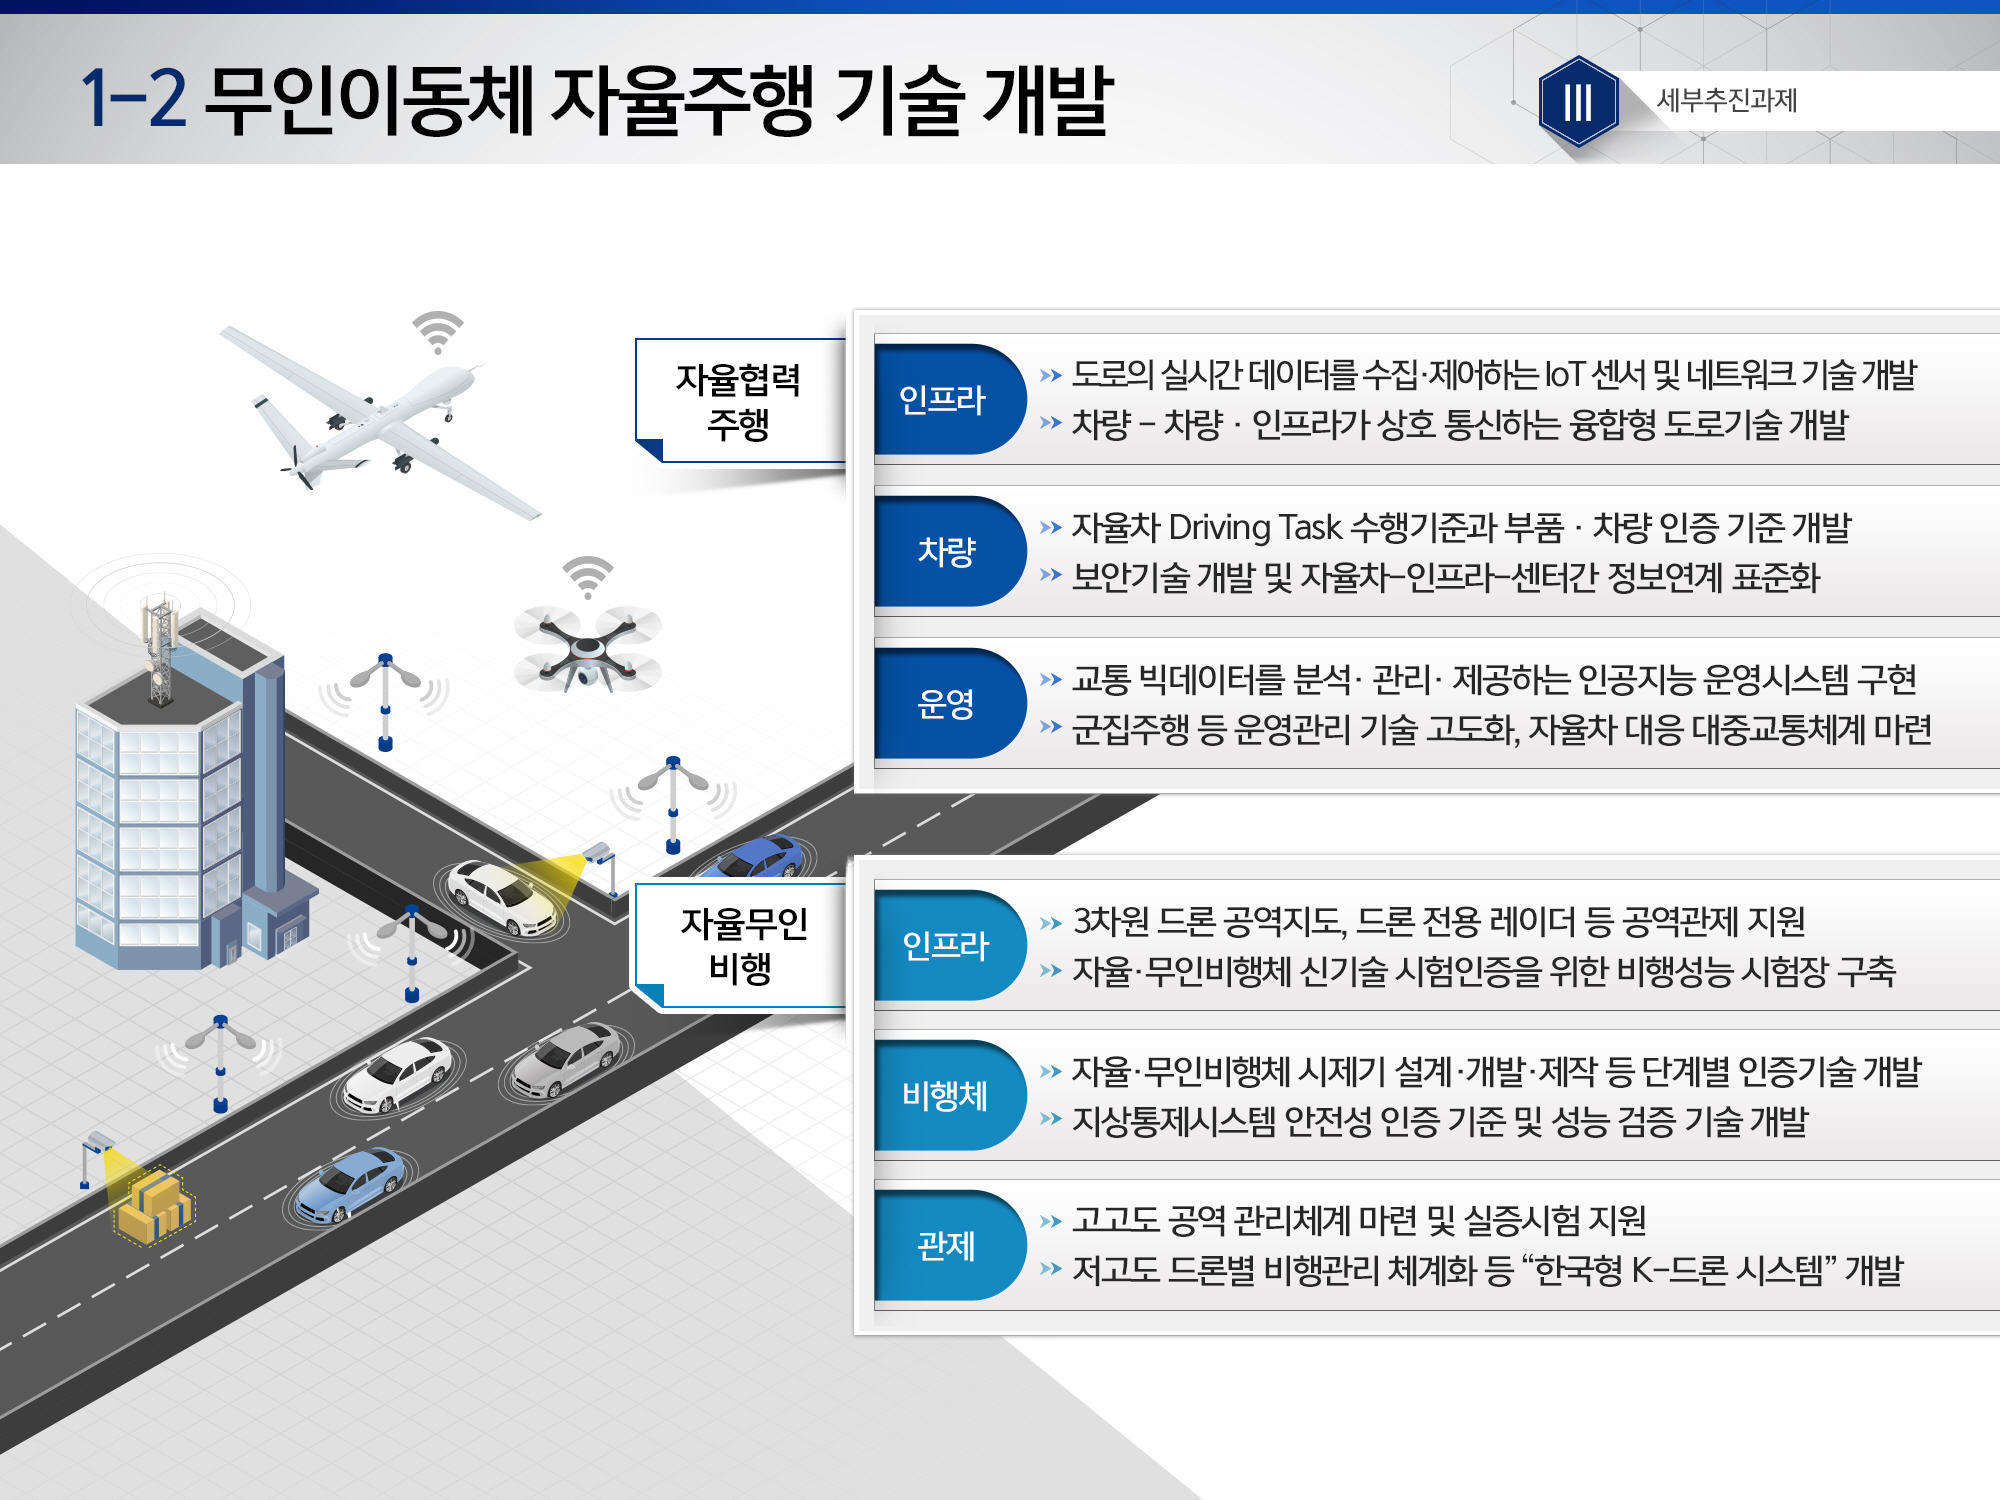 1-2 무인이동체 자율주행 기술 개발
III
세부추진과제
자율협력
주행
인프라
도로의 실시간 데이터를 수집·제어하는 IoT 센서 및 네트워크 기술 개발
차량 - 차량 · 인프라가 상호 통신하는 융합형 도로기술 개발
차량
자율차 Driving Task 수행기준과 부품 · 차량 인증 기준 개발
보안기술 개발 및 자율차-인프라-센터간 정보연계 표준화
운영
교통 빅데이터를 분석· 관리· 제공하는 인공지능 운영시스템 구현
군집주행 등 운영관리 기술 고도화, 자율차 대응 대중교통체계 마련
자율무인
비행
인프라
3차원 드론 공역지도, 드론 전용 레이더 등 공역관제 지원
자율·무인비행체 신기술 시험인증을 위한 비행성능 시험장 구축
비행체
자율·무인비행체 시제기 설계·개발·제작 등 단계별 인증기술 개발
지상통제시스템 안전성 인증 기준 및 성능 검증 기술 개발
관제
고고도 공역 관리체계 마련 및 실증시험 지원
저고도 드론별 비행관리 체계화 등 “한국형 K-드론 시스템” 개발